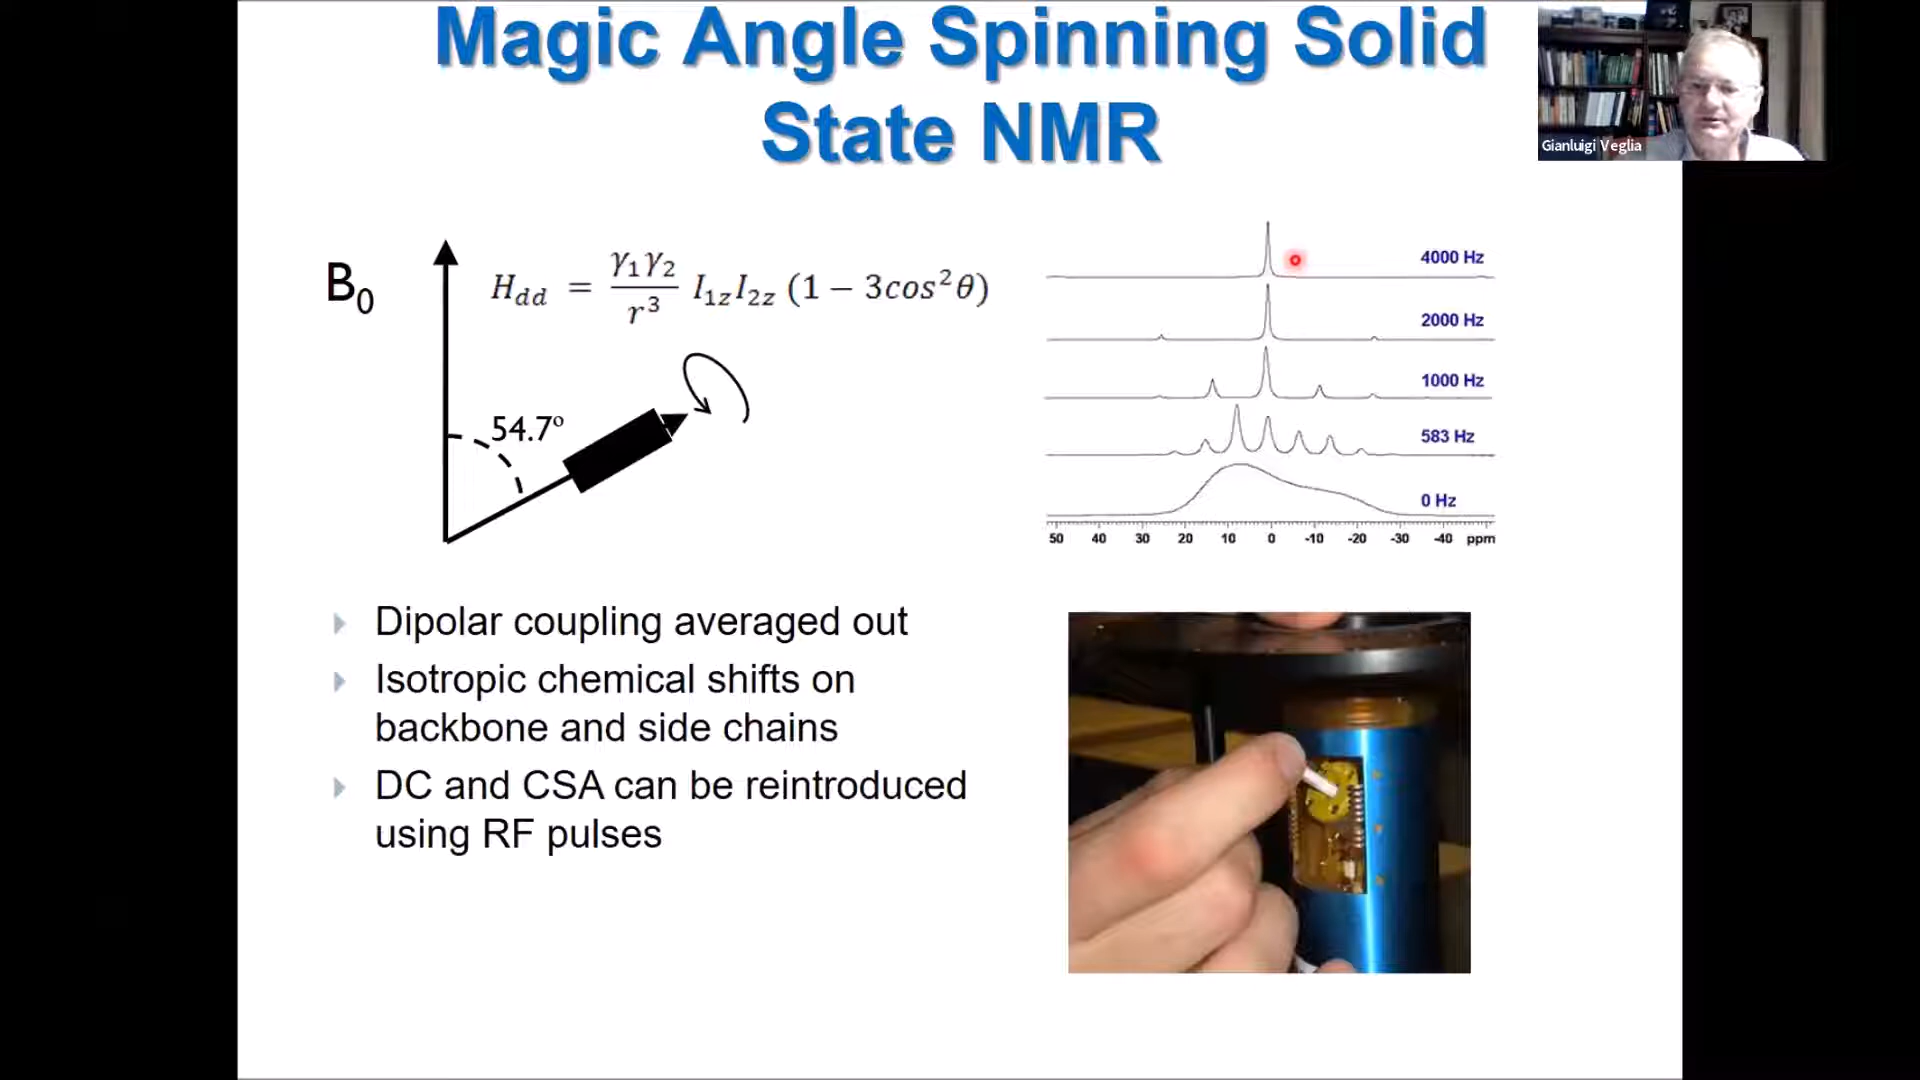 Magic Angle Spinning Solid
State NMR
Gianluigi Veglia
B₀
H_dd = γ₁γ₂/r³ I₁zI₂z (1 − 3cos²θ)
54.7º
4000 Hz
2000 Hz
1000 Hz
583 Hz
0 Hz
50 40 30 20 10 0 -10 -20 -30 -40 ppm
Dipolar coupling averaged out
Isotropic chemical shifts on
backbone and side chains
DC and CSA can be reintroduced
using RF pulses